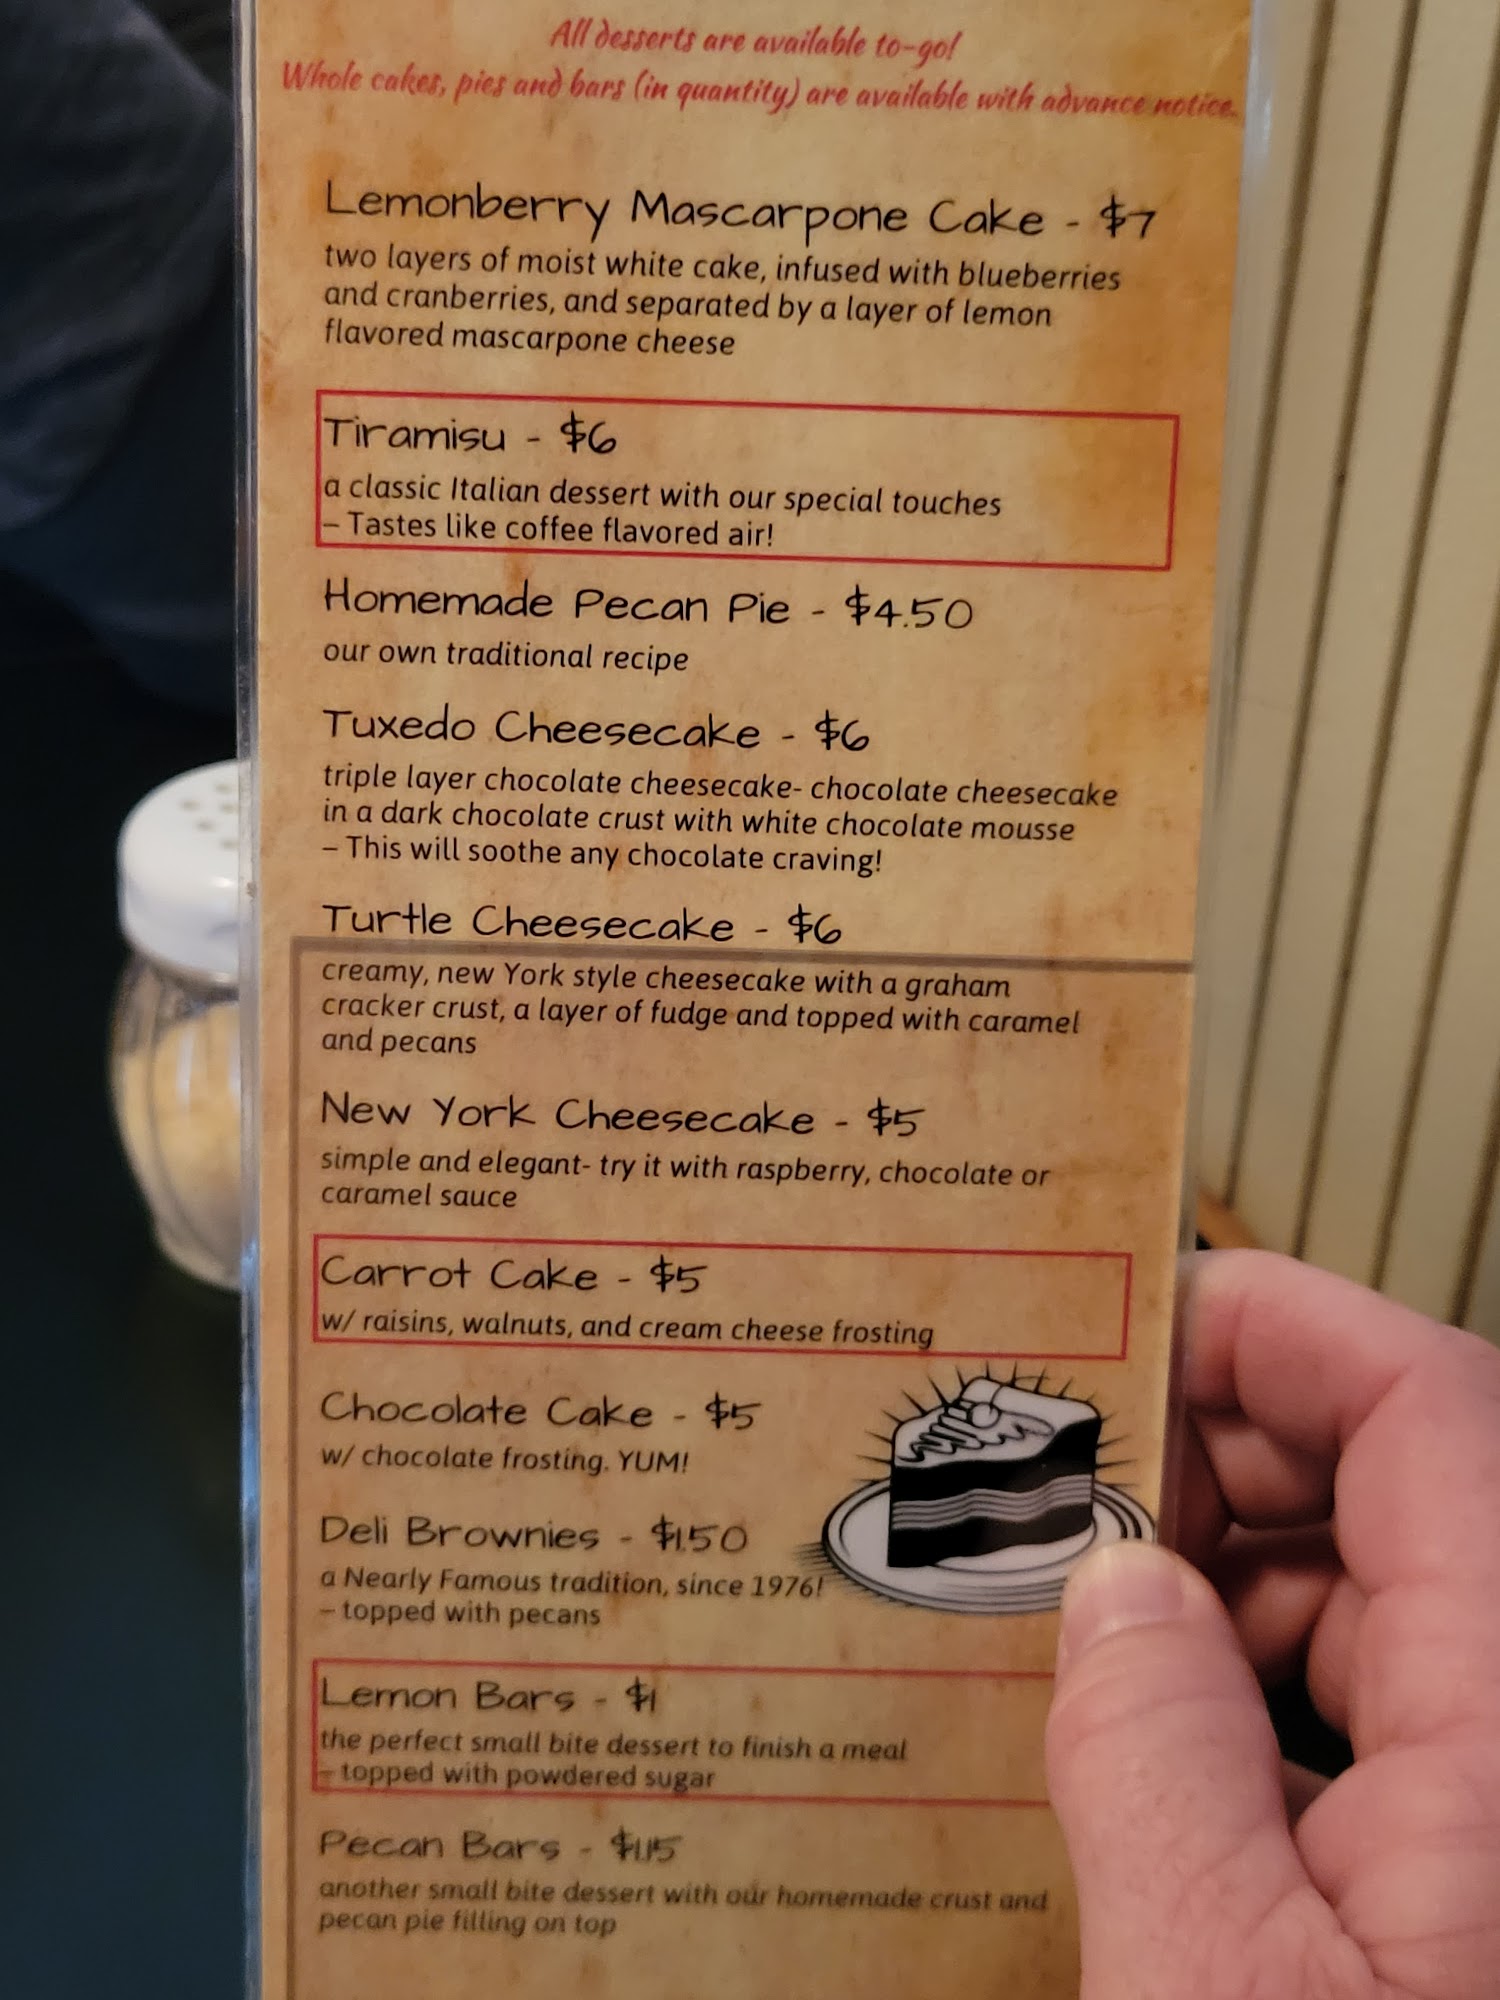 All desserts are available to-go!
Whole cakes, pies and bars (in quantity) are available with advance notice.
Lemonberry Mascarpone Cake - $7
two layers of moist white cake, infused with blueberries
and cranberries, and separated by a layer of lemon
flavored mascarpone cheese
Tiramisu - $6
a classic Italian dessert with our special touches
– Tastes like coffee flavored air!
Homemade Pecan Pie - $4.50
our own traditional recipe
Tuxedo Cheesecake - $6
triple layer chocolate cheesecake- chocolate cheesecake
in a dark chocolate crust with white chocolate mousse
– This will soothe any chocolate craving!
Turtle Cheesecake - $6
creamy, new York style cheesecake with a graham
cracker crust, a layer of fudge and topped with caramel
and pecans
New York Cheesecake - $5
simple and elegant- try it with raspberry, chocolate or
caramel sauce
Carrot Cake - $5
w/ raisins, walnuts, and cream cheese frosting
Chocolate Cake - $5
w/ chocolate frosting. YUM!
Deli Brownies - $1.50
a Nearly Famous tradition, since 1976!
– topped with pecans
Lemon Bars - $1
the perfect small bite dessert to finish a meal
– topped with powdered sugar
Pecan Bars - $1.15
another small bite dessert with our homemade crust and
pecan pie filling on top